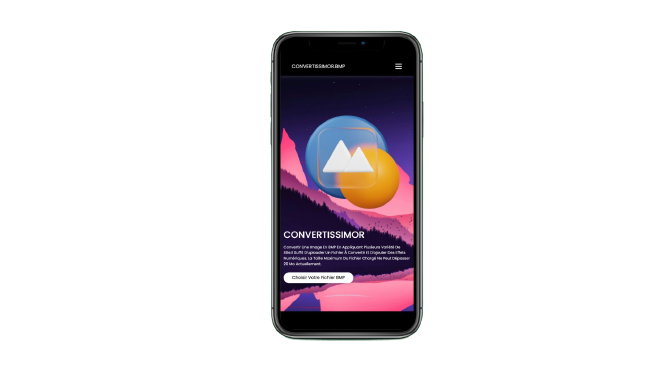 CONVERTISSIMOR.BMP
CONVERTISSIMOR
Convertir Une Image En BMP En Appliquant Plusieurs Variété De
Il Suffit D'uploader Un Fichier À Convertir Et D'ajouter Des Effets
Numériques. La Taille Maximum Du Fichier Chargé Ne Peut Dépasser
20 Mo Actuellement.
Choisir Votre Fichier BMP